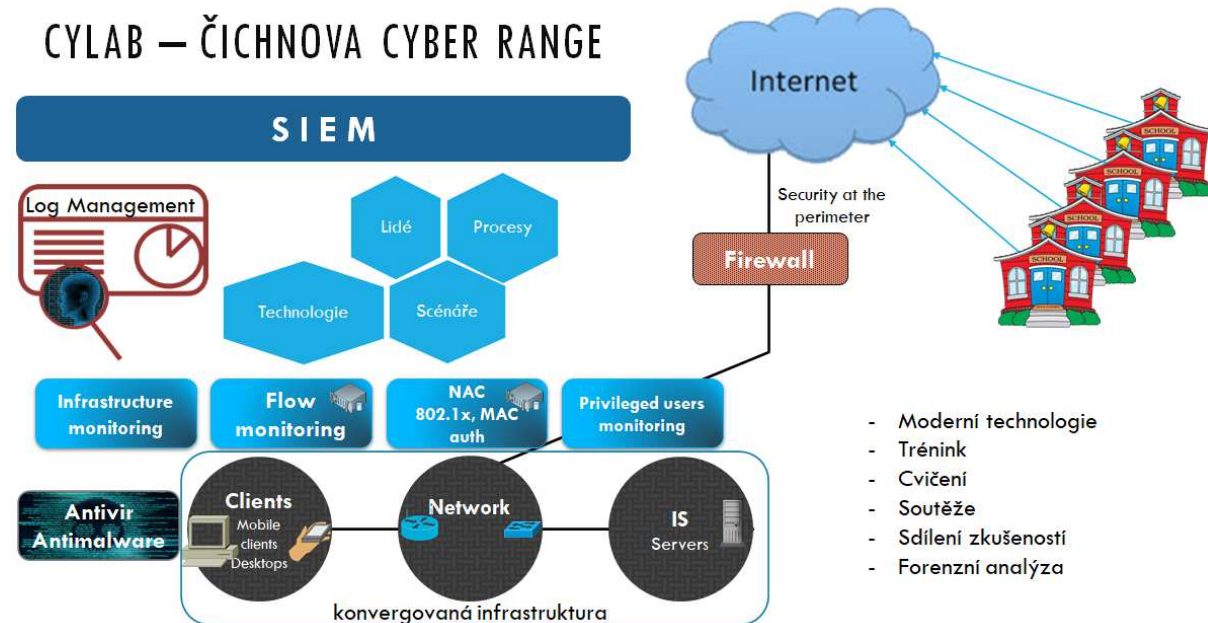 CYLAB – ČICHNOVA CYBER RANGE
SIEM
Internet
SCHOOL
SCHOOL
SCHOOL
SCHOOL
Log Management
Lidé
Procesy
Technologie
Scénáře
Security at the
perimeter
Firewall
Infrastructure
monitoring
Flow
monitoring
NAC
802.1x, MAC
auth
Privileged users
monitoring
Antivir
Antimalware
Clients
Mobile
clients
Desktops
Network
IS
Servers
konvergovaná infrastruktura
- Moderní technologie
- Trénink
- Cvičení
- Soutěže
- Sdílení zkušeností
- Forenzní analýza